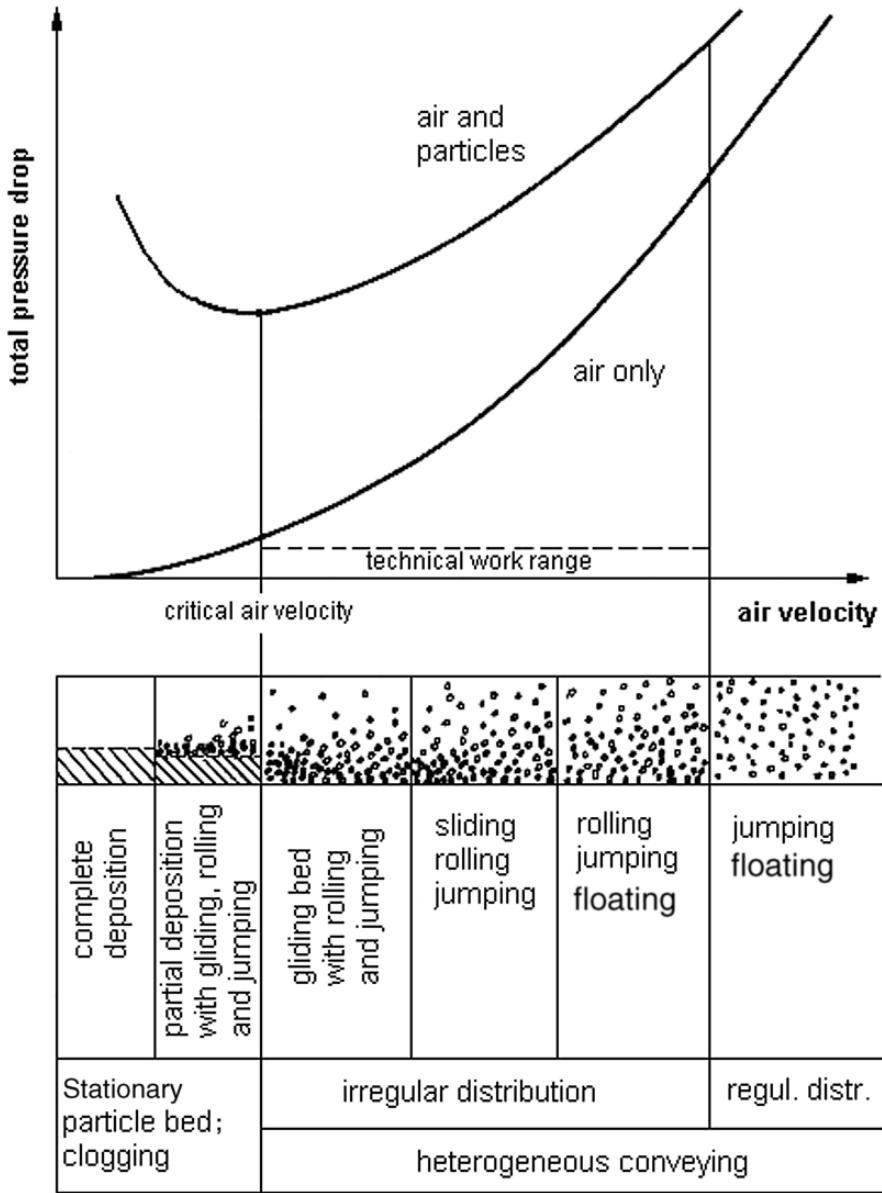 total pressure drop
air and
particles
air only
technical work range
critical air velocity
air velocity
complete
deposition
partial deposition
with gliding, rolling
and jumping
gliding bed
with rolling
and jumping
sliding
rolling
jumping
rolling
jumping
floating
jumping
floating
Stationary
particle bed;
clogging
irregular distribution
regul. distr.
heterogeneous conveying